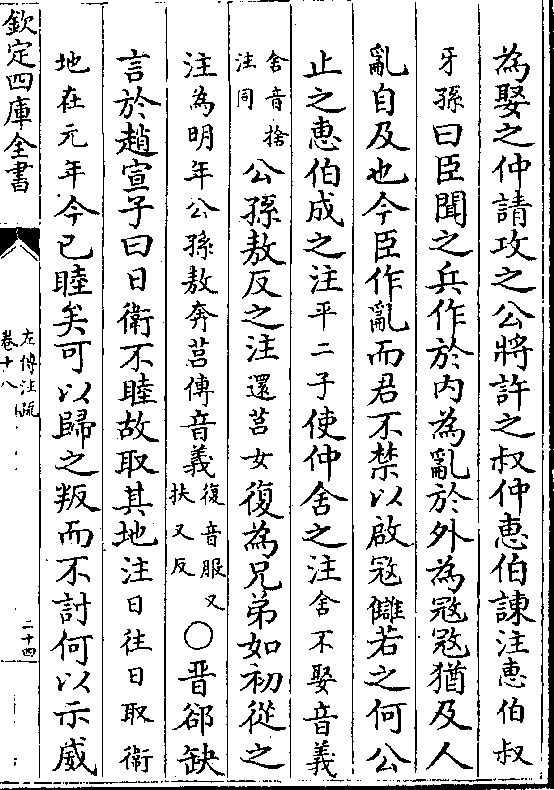 為娶之仲請攻之公將許之叔仲惠伯諫注惠伯叔
牙孫曰臣聞之兵作於内為亂於外為寇寇猶及人
亂自及也今臣作亂而君不禁以啟寇讎若之何公
止之惠伯成之注平二子使仲舍之注舍不娶音義
舍音捨
注同
公孫敖反之注還莒女復為兄弟如初從之
注為明年公孫敖奔莒傳音義
復音服又
扶又反
○晉郤缺
言於趙宣子曰日衛不睦故取其地注日往日取衛
地在元年今已睦矣可以歸之叛而不討何以示威
欽定四庫全書
左傳注疏
卷十八
二十四